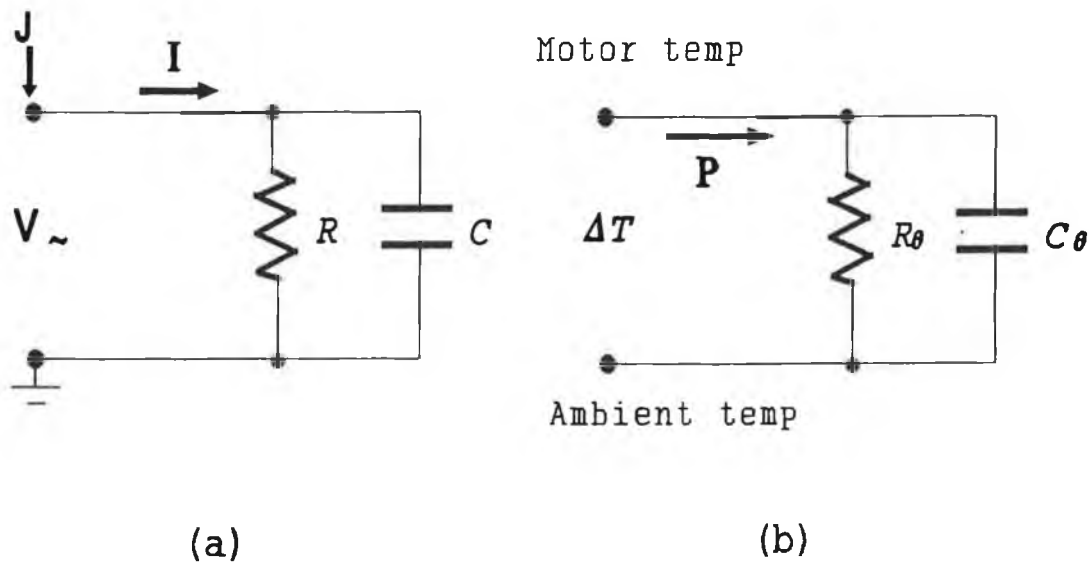 J
I
V ~
R
C
(a)
Motor temp
P
ΔT
Rθ
Cθ
Ambient temp
(b)